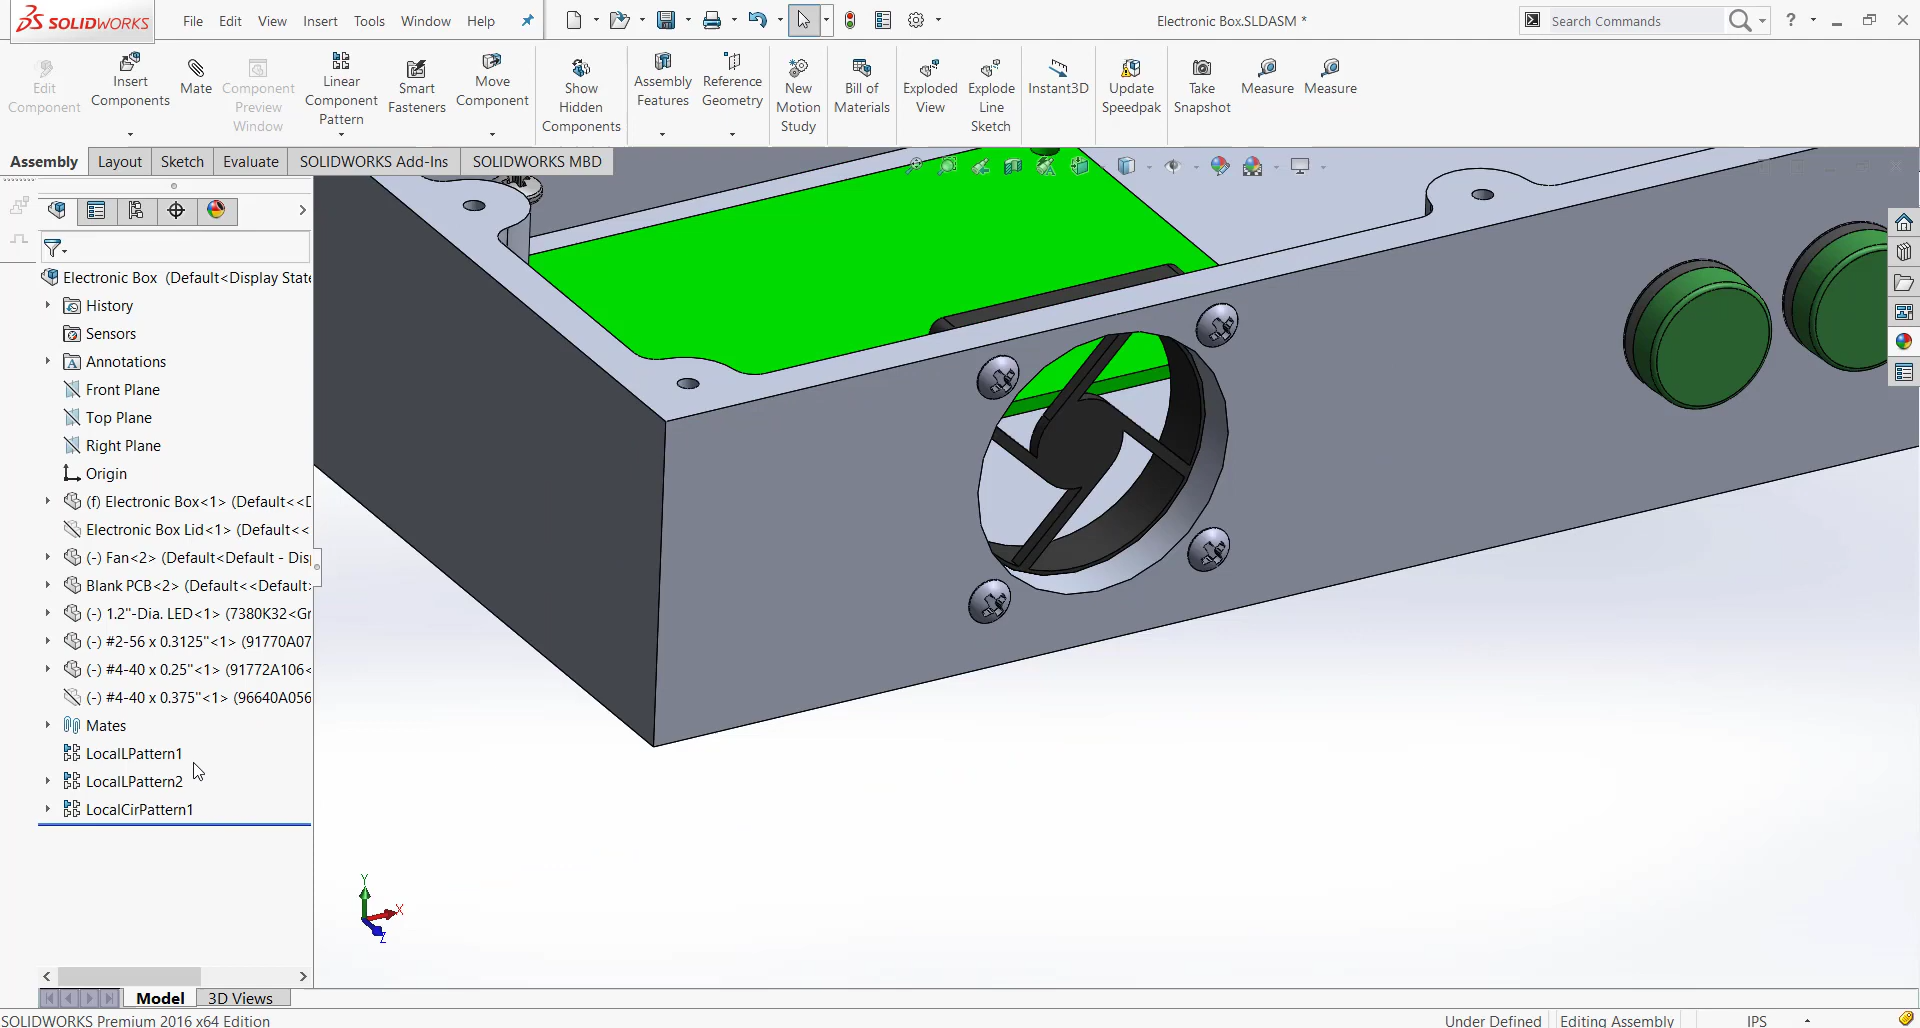 SOLIDWORKS
File Edit View Insert Tools Window Help
Electronic Box.SLDASM *
Search Commands
?
Edit Component
Insert Components
Mate
Component Preview Window
Linear Component Pattern
Smart Fasteners
Move Component
Show Hidden Components
Assembly Features
Reference Geometry
New Motion Study
Bill of Materials
Exploded View
Explode Line Sketch
Instant3D
Update Speedpak
Take Snapshot
Measure
Measure
Assembly Layout Sketch Evaluate SOLIDWORKS Add-Ins SOLIDWORKS MBD
Electronic Box (Default<Display State
History
Sensors
Annotations
Front Plane
Top Plane
Right Plane
Origin
(f) Electronic Box<1> (Default<<D
Electronic Box Lid<1> (Default<<
(-) Fan<2> (Default<Default - Disp
Blank PCB<2> (Default<<Default>
(-) 1.2"-Dia. LED<1> (7380K32<Gr
(-) #2-56 x 0.3125"<1> (91770A07
(-) #4-40 x 0.25"<1> (91772A106<
(-) #4-40 x 0.375"<1> (96640A056
Mates
LocalLPattern1
LocalLPattern2
LocalCirPattern1
Y
X
Z
Model 3D Views
SOLIDWORKS Premium 2016 x64 Edition
Under Defined Editing Assembly IPS